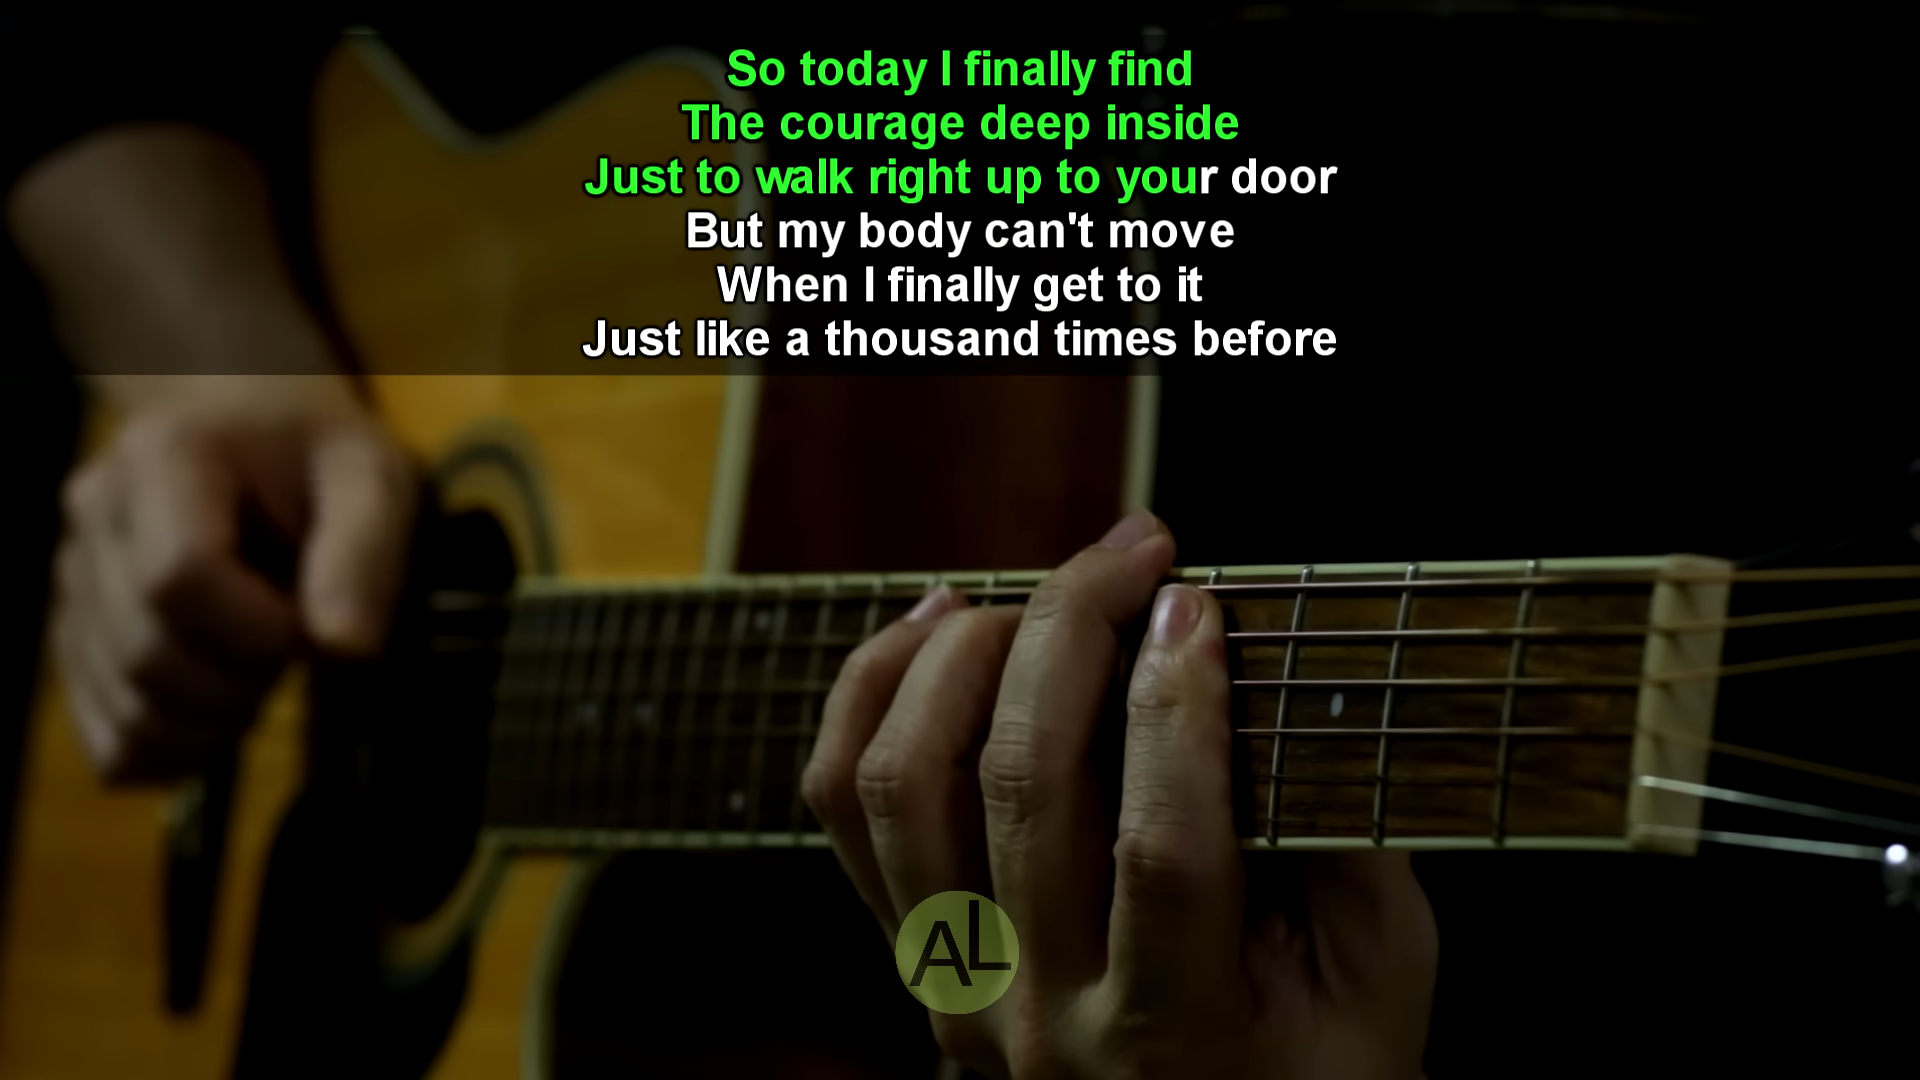 So today I finally find
The courage deep inside
Just to walk right up to your door
But my body can't move
When I finally get to it
Just like a thousand times before
AL